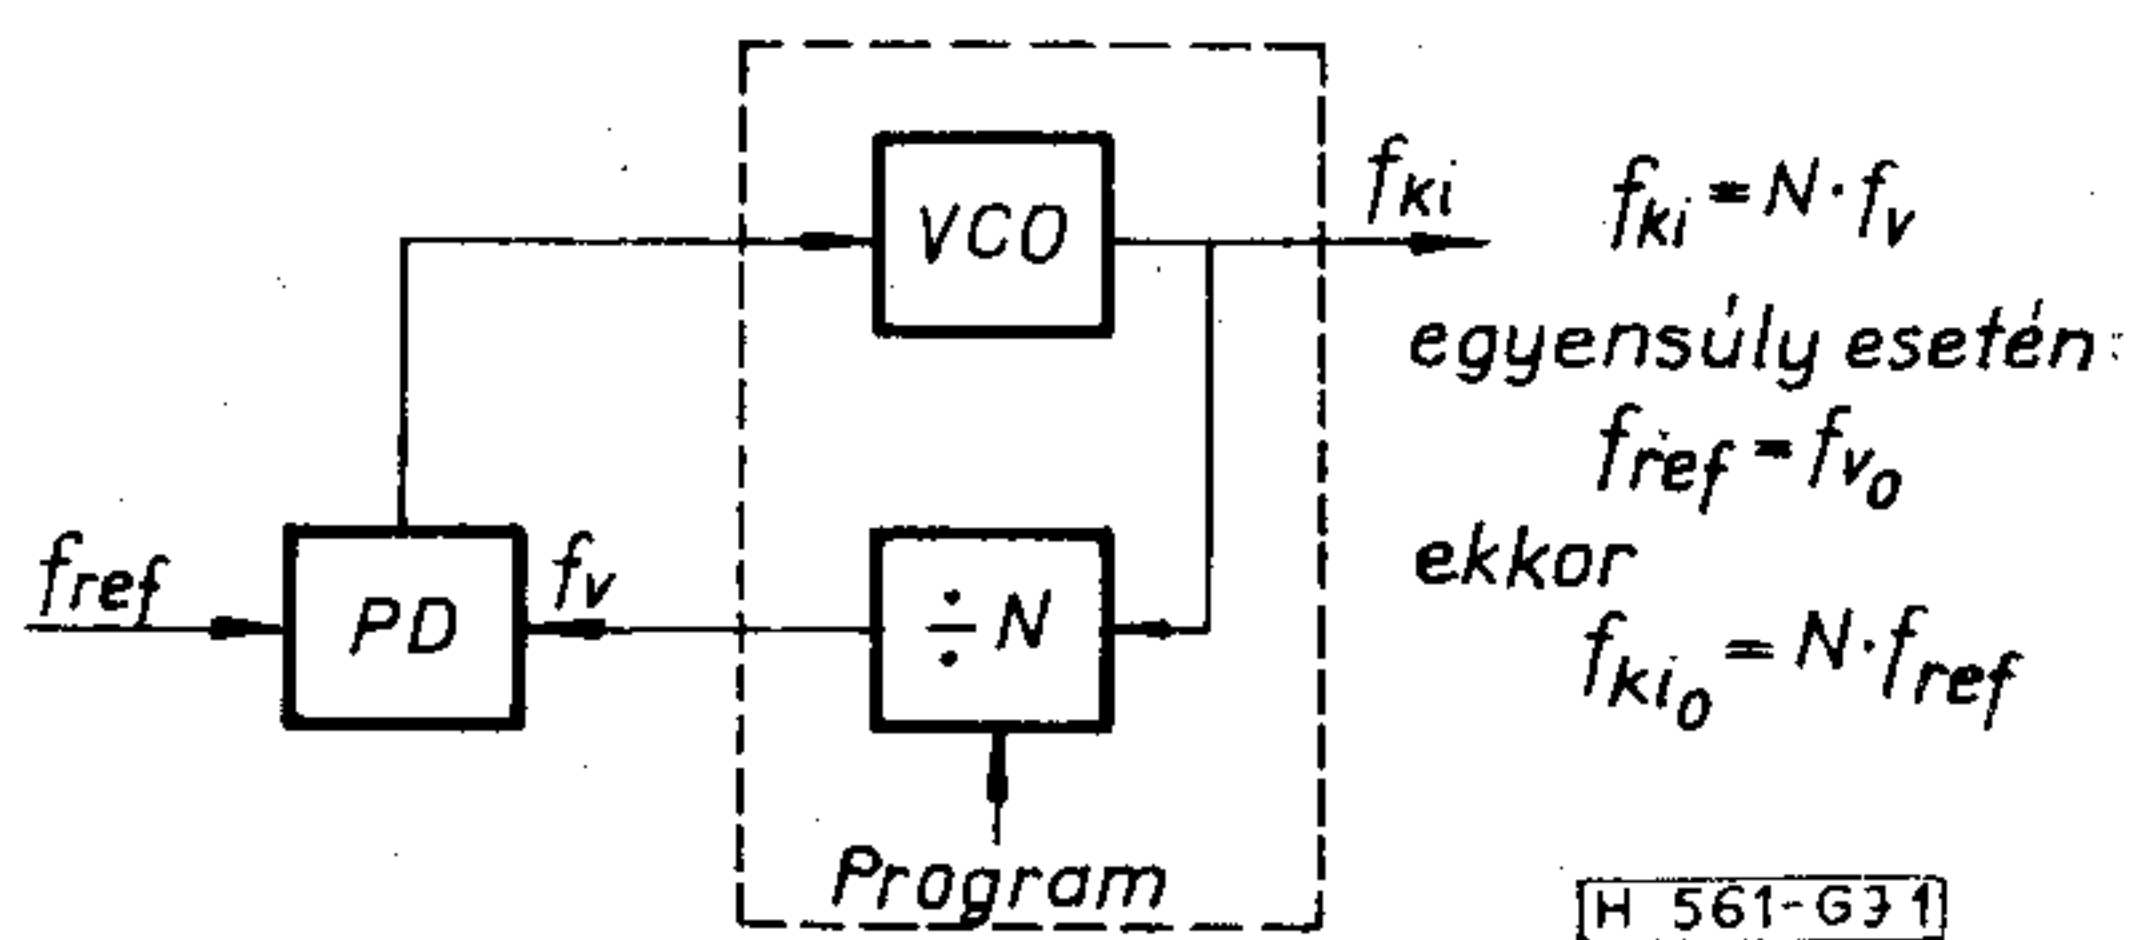 VCO
f_ki
f_ki = N · f_v
egyensúly esetén:
f_ref = f_v0
ekkor
f_ki0 = N · f_ref
f_ref
PD
f_v
÷ N
Program
H 561-G31